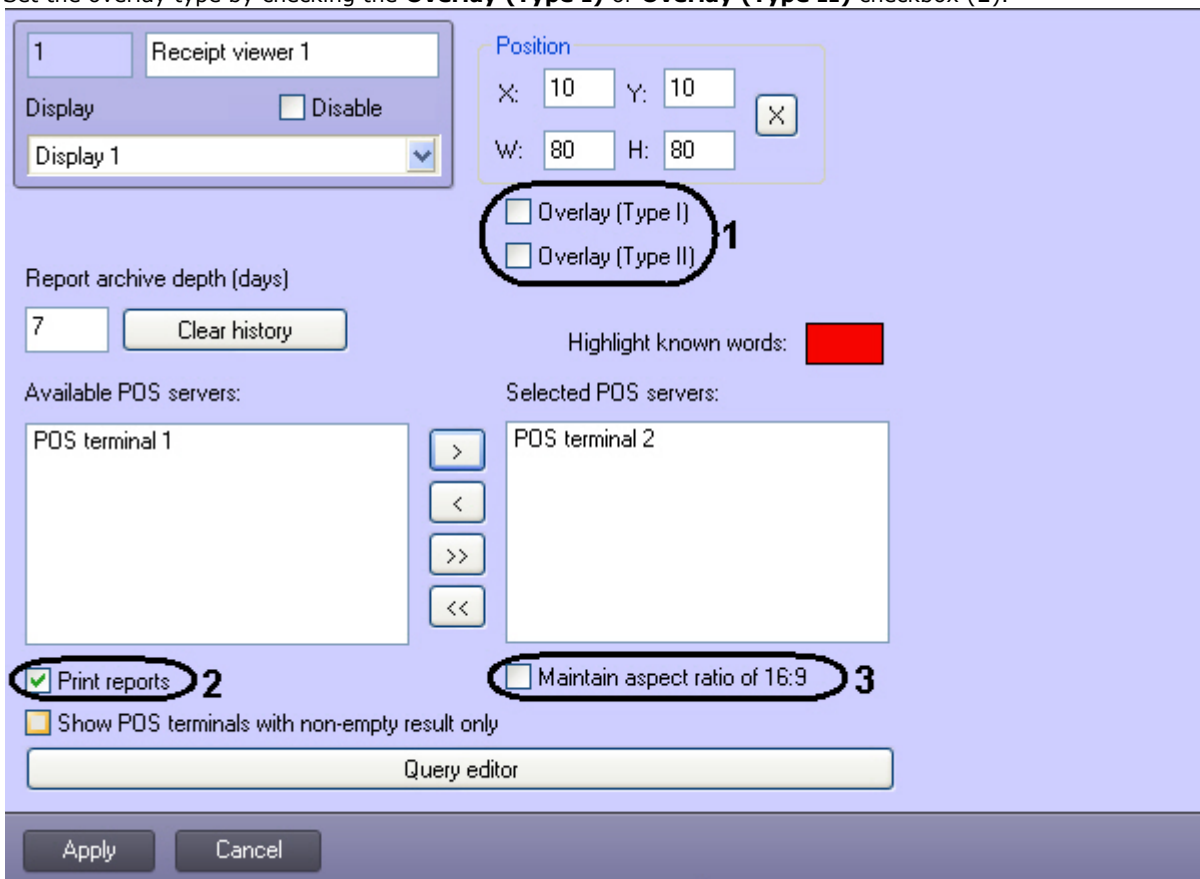 Set the overlay type by checking the Overlay (Type I) or Overlay (Type II) checkbox (1).
1 Receipt viewer 1
Display Disable
Display 1
Position
X: 10 Y: 10 X
W: 80 H: 80
Overlay (Type I)
Overlay (Type II)
1
Report archive depth (days)
7 Clear history
Highlight known words:
Available POS servers:
POS terminal 1
>
<
>>
<<
Selected POS servers:
POS terminal 2
Print reports 2
Maintain aspect ratio of 16:9 3
Show POS terminals with non-empty result only
Query editor
Apply Cancel